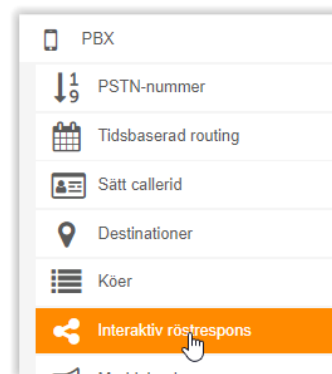 PBX
PSTN-nummer
Tidsbaserad routing
Sätt callerid
Destinationer
Köer
Interaktiv röstrespons